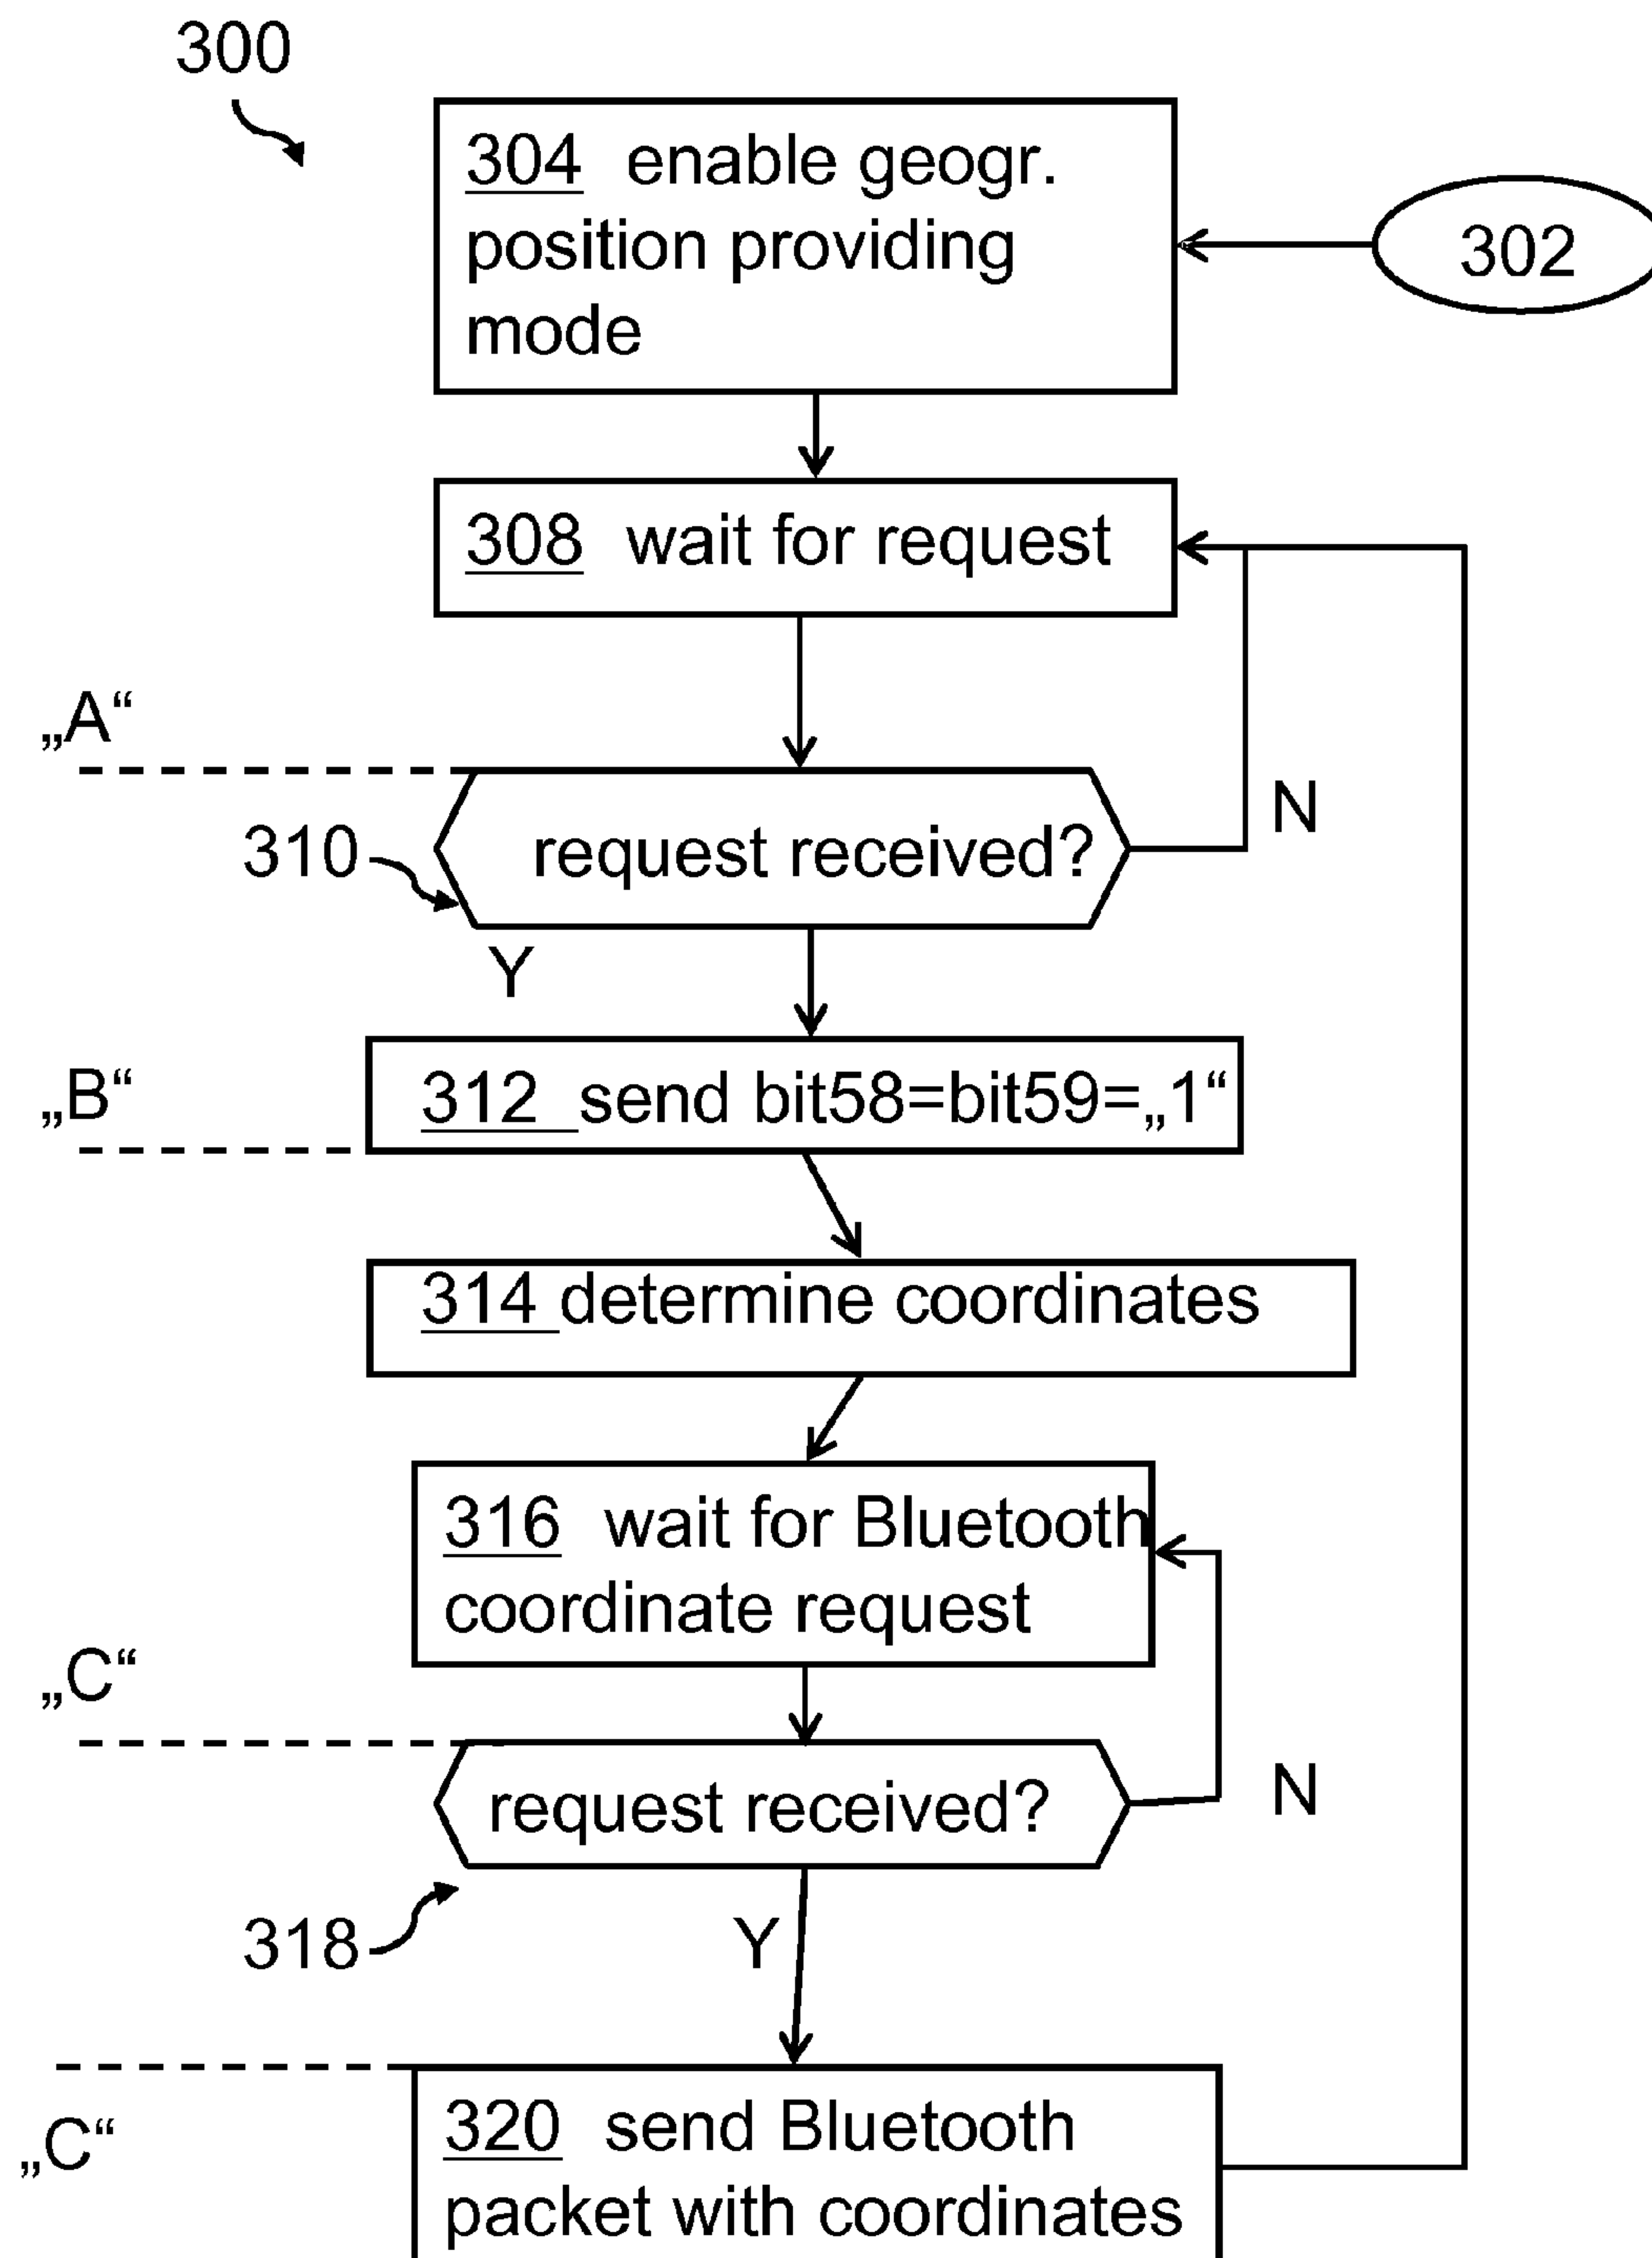 300
304 enable geogr.
position providing
mode
302
308 wait for request
„A“
N
310
request received?
Y
„B“
312 send bit58=bit59=„1“
314 determine coordinates
316 wait for Bluetooth
coordinate request
„C“
request received?
N
318
Y
„C“
320 send Bluetooth
packet with coordinates